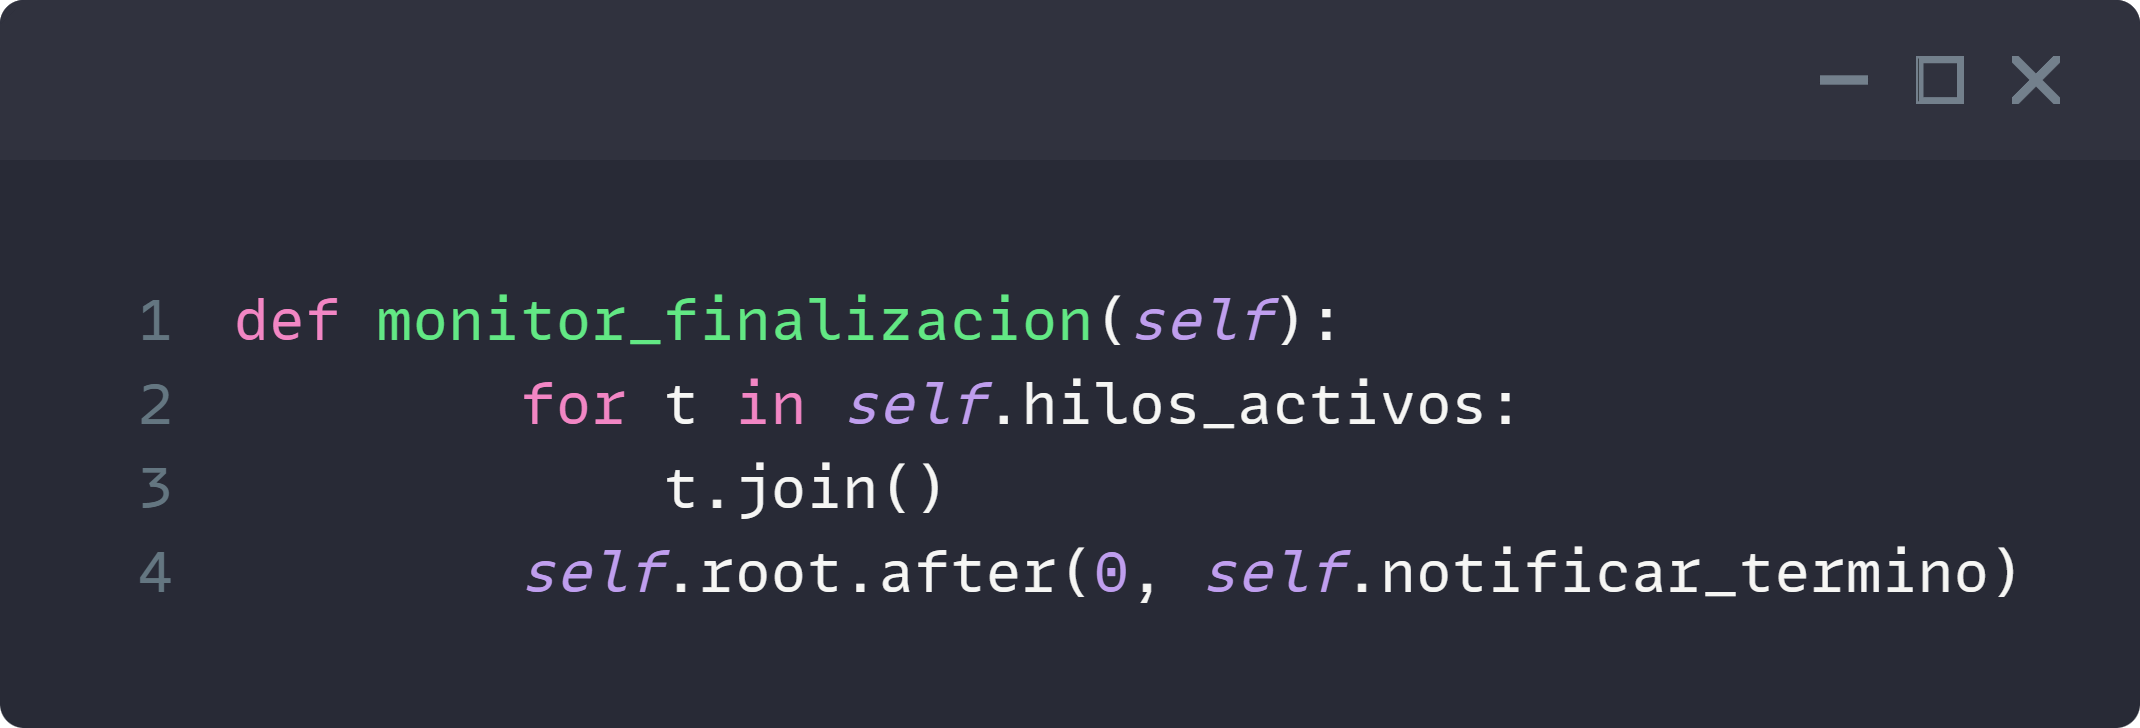 1 def monitor_finalizacion(self):
2         for t in self.hilos_activos:
3             t.join()
4         self.root.after(0, self.notificar_termino)